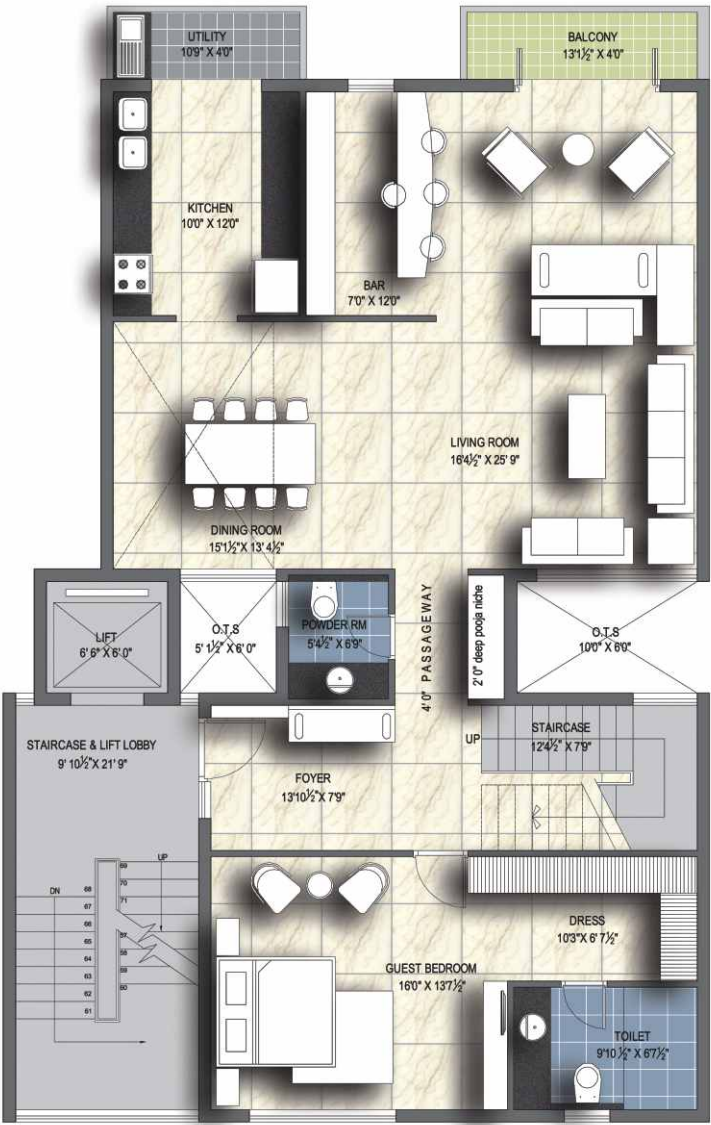 UTILITY
10'9" X 4'0"
BALCONY
13'1½" X 4'0"
KITCHEN
10'0" X 12'0"
BAR
7'0" X 12'0"
LIVING ROOM
16'4½" X 25' 9"
DINING ROOM
15'1½" X 13' 4½"
LIFT
6' 6" X 6' 0"
O.T.S
5' 1½" X 6' 0"
POWDER RM
5'4½" X 6'9"
4' 0" PASSAGEWAY
2' 0" deep pooja niche
O.T.S
10'0" X 6'0"
STAIRCASE & LIFT LOBBY
9' 10½" X 21' 9"
UP
STAIRCASE
12'4½" X 7'9"
FOYER
13'10½" X 7'9"
DN
UP
68
67
66
65
64
63
62
61
69
70
71
57
58
59
60
DRESS
10'3" X 6' 7½"
GUEST BEDROOM
16'0" X 13'7½"
TOILET
9'10 ½" X 6'7½"